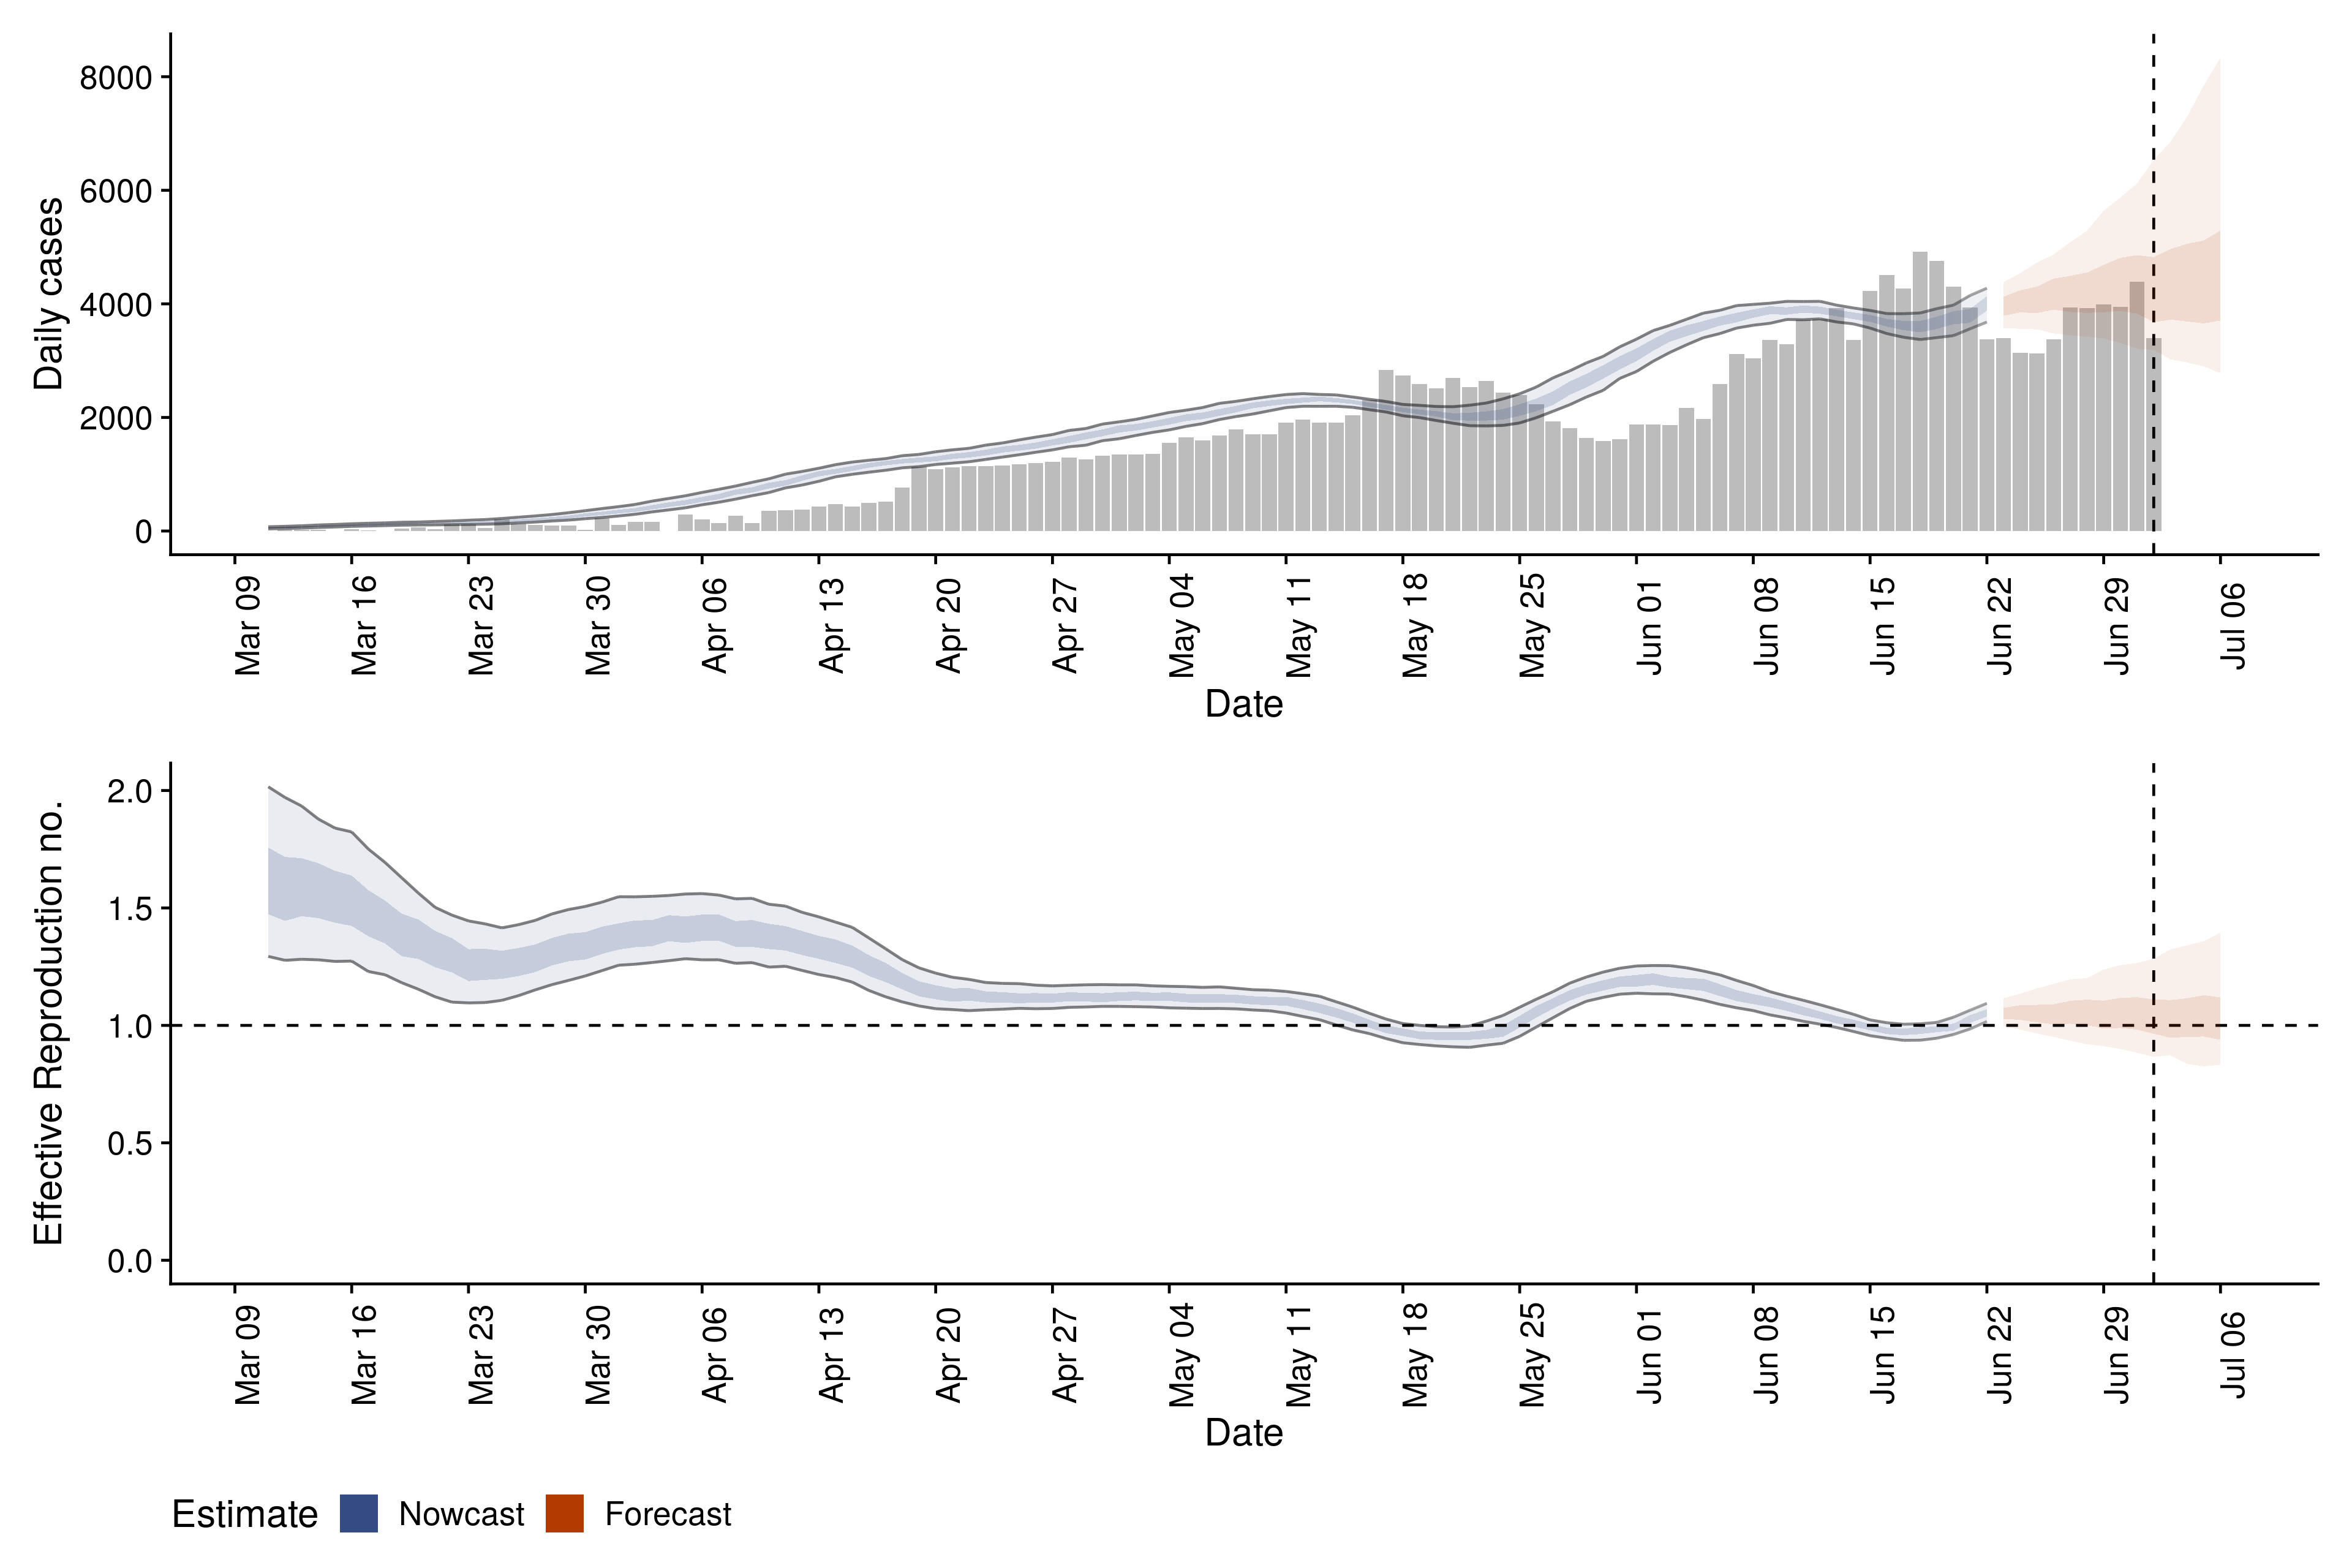 Daily cases
8000
6000
4000
2000
0
Mar 09 Mar 16 Mar 23 Mar 30 Apr 06 Apr 13 Apr 20 Apr 27 May 04 May 11 May 18 May 25 Jun 01 Jun 08 Jun 15 Jun 22 Jun 29 Jul 06
Date
Effective Reproduction no.
2.0
1.5
1.0
0.5
0.0
Mar 09 Mar 16 Mar 23 Mar 30 Apr 06 Apr 13 Apr 20 Apr 27 May 04 May 11 May 18 May 25 Jun 01 Jun 08 Jun 15 Jun 22 Jun 29 Jul 06
Date
Estimate Nowcast Forecast